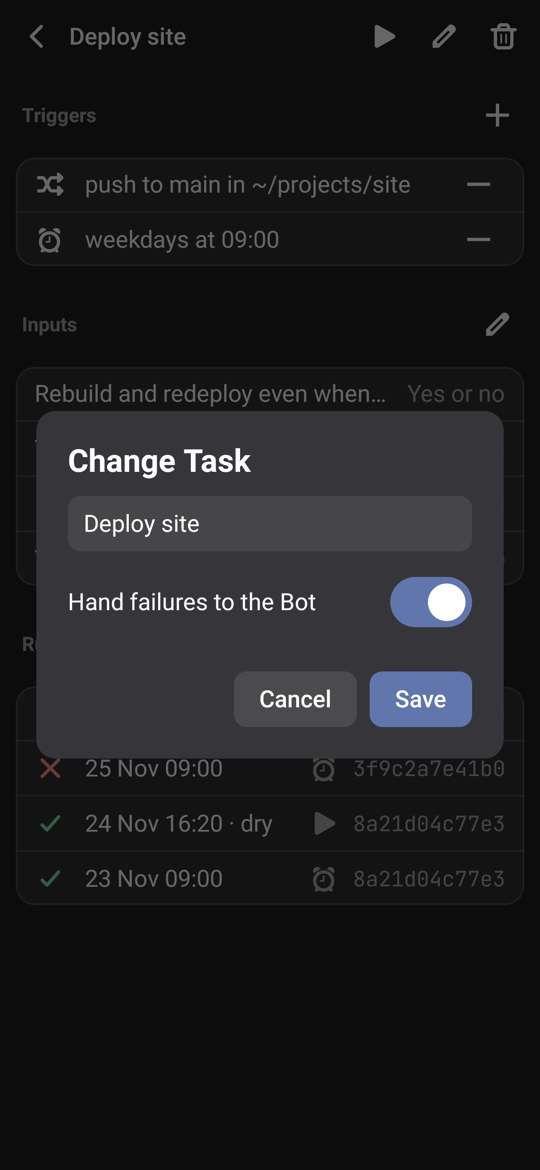 Deploy site
Triggers
push to main in ~/projects/site
weekdays at 09:00
Inputs
Rebuild and redeploy even when... Yes or no
Change Task
Deploy site
Hand failures to the Bot
Cancel Save
25 Nov 09:00 3f9c2a7e41b0
24 Nov 16:20 · dry 8a21d04c77e3
23 Nov 09:00 8a21d04c77e3